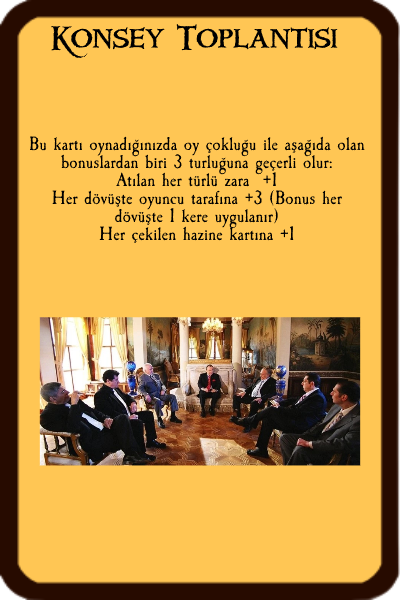 Konsey Toplantısı
Bu kartı oynadığınızda oy çokluğu ile aşağıda olan
bonuslardan biri 3 turluğuna geçerli olur:
Atılan her türlü zara +1
Her dövüşte oyuncu tarafına +3 (Bonus her
dövüşte 1 kere uygulanır)
Her çekilen hazine kartına +1